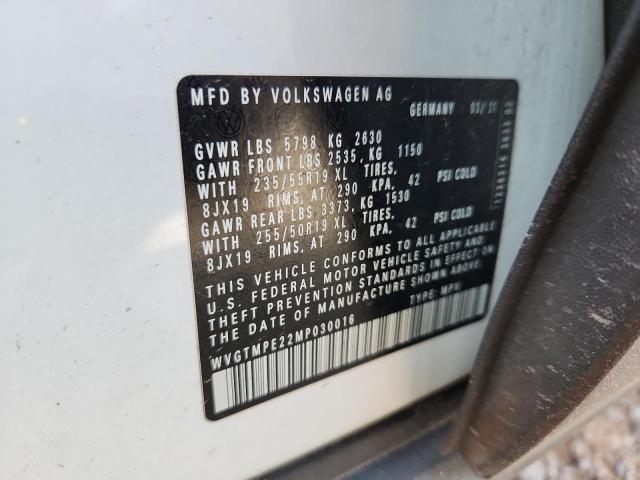 MFD BY VOLKSWAGEN AG GERMANY
GVWR LBS 5798 KG 2630
GAWR FRONT LBS 2535, KG 1150
WITH 235/55R19 XL TIRES,
8JX19 RIMS, AT 290 KPA, 42 PSI COLD
GAWR REAR LBS 3373, KG 1530
WITH 255/50R19 XL TIRES,
8JX19 RIMS, AT 290 KPA, 42 PSI COLD
THIS VEHICLE CONFORMS TO ALL APPLICABLE
U.S. FEDERAL MOTOR VEHICLE SAFETY AND
THEFT PREVENTION STANDARDS IN EFFECT ON
THE DATE OF MANUFACTURE SHOWN ABOVE.
WVGTMPE22MP030016 TYPE: MPV